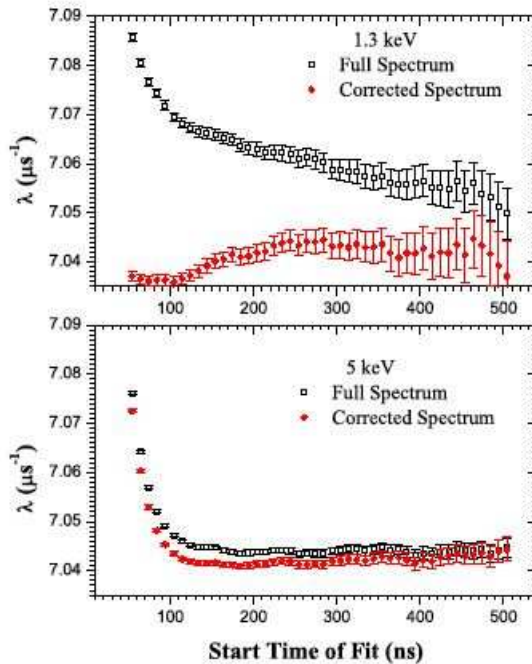 7.09
7.08
7.07
7.06
7.05
7.04
λ (μs⁻¹)
1.3 keV
Full Spectrum
Corrected Spectrum
100 200 300 400 500
7.09
7.08
7.07
7.06
7.05
7.04
λ (μs⁻¹)
5 keV
Full Spectrum
Corrected Spectrum
100 200 300 400 500
Start Time of Fit (ns)